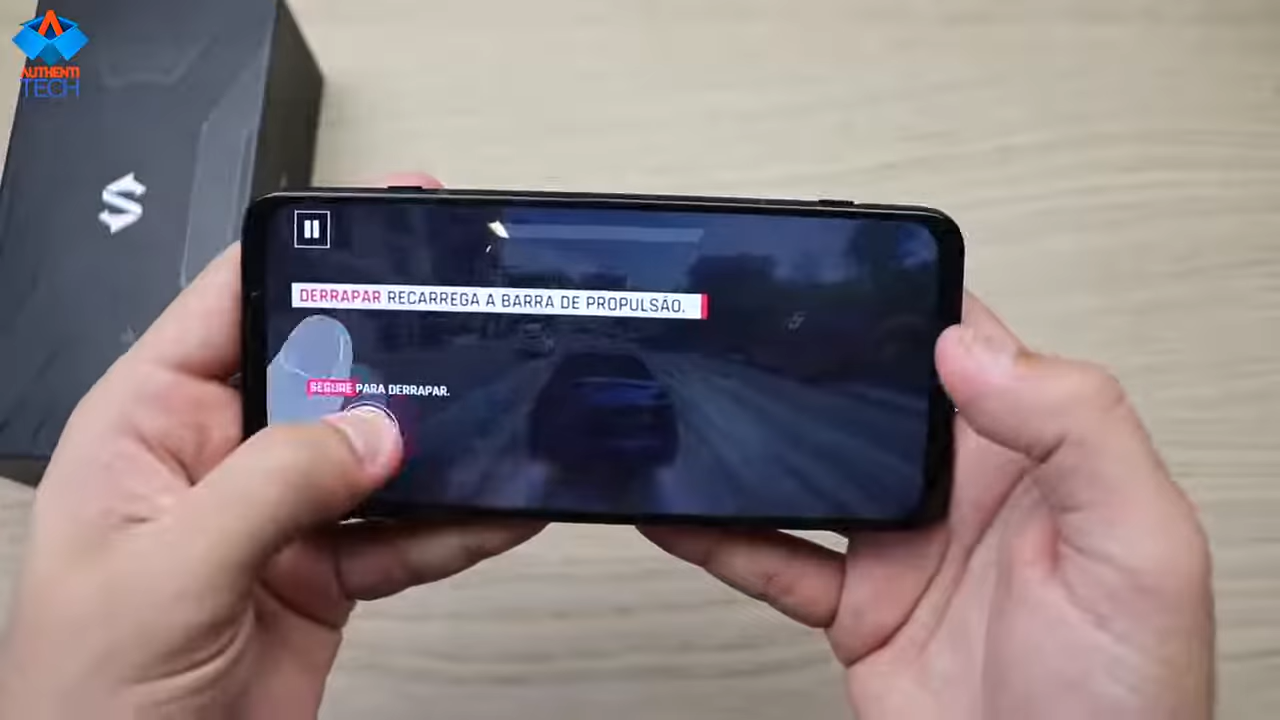 AUTHENTI
TECH
S
DERRAPAR RECARREGA A BARRA DE PROPULSÃO.
SEGURE PARA DERRAPAR.